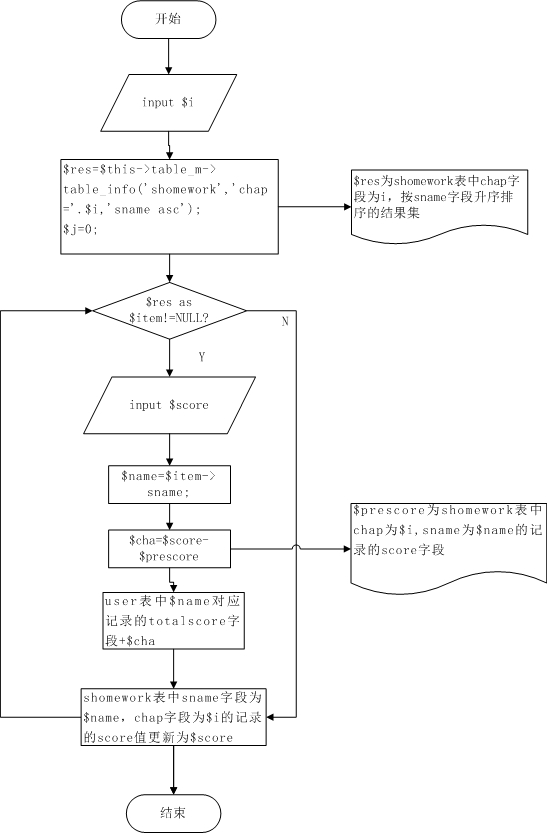 开始
input $i
$res=$this->table_m->
table_info('shomework','chap
='.$i,'sname asc');
$j=0;
$res为shomework表中chap字
段为i，按sname字段升序排
序的结果集
$res as
$item!=NULL?
N
Y
input $score
$name=$item->
sname;
$prescore为shomework表中
chap为$i,sname为$name的记
录的score字段
$cha=$score-
$prescore
user表中$name对应
记录的totalscore字
段+$cha
shomework表中sname字段为
$name，chap字段为$i的记录
的score值更新为$score
结束